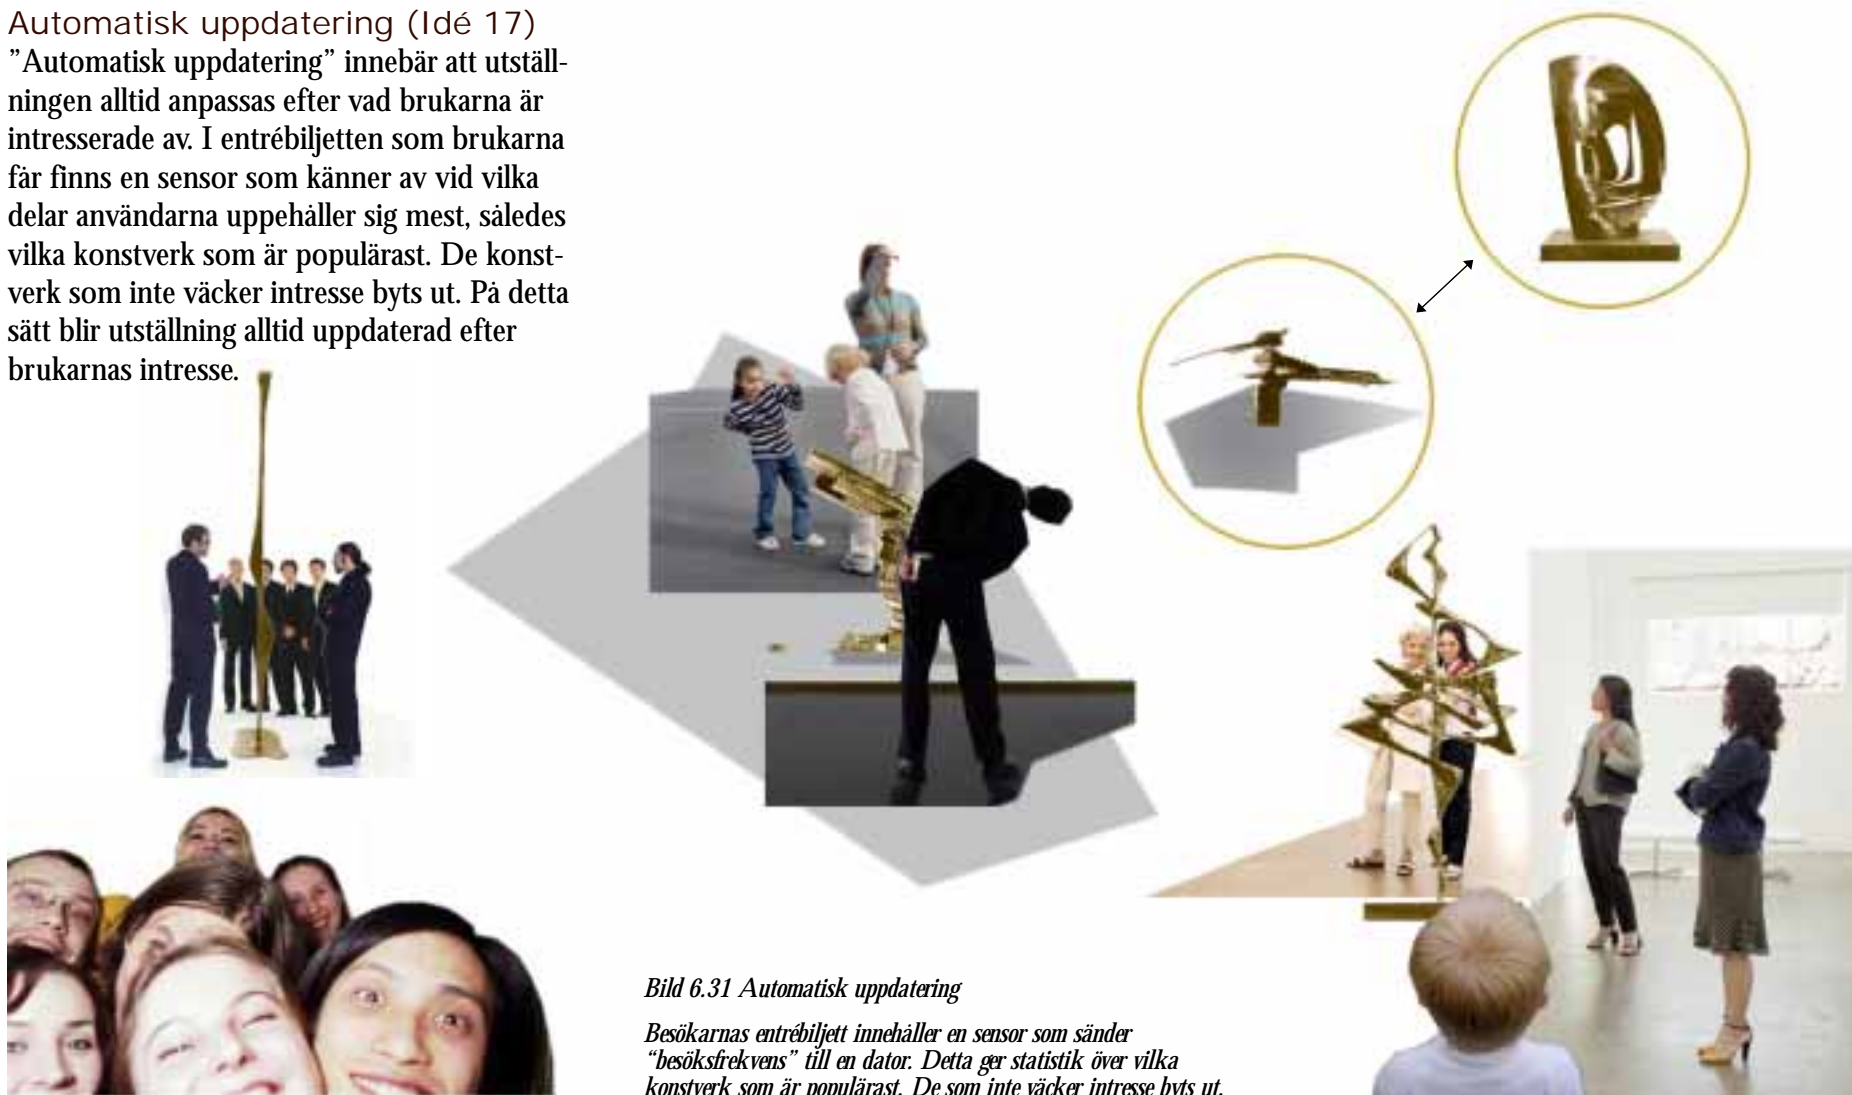 Automatisk uppdatering (Idé 17)
”Automatisk uppdatering” innebär att utställ-
ningen alltid anpassas efter vad brukarna är
intresserade av. I entrébiljetten som brukarna
får finns en sensor som känner av vid vilka
delar användarna uppehåller sig mest, således
vilka konstverk som är populärast. De konst-
verk som inte väcker intresse byts ut. På detta
sätt blir utställning alltid uppdaterad efter
brukarnas intresse.
Bild 6.31 Automatisk uppdatering
Besökarnas entrébiljett innehåller en sensor som sänder
“besöksfrekvens” till en dator. Detta ger statistik över vilka
konstverk som är populärast. De som inte väcker intresse byts ut.